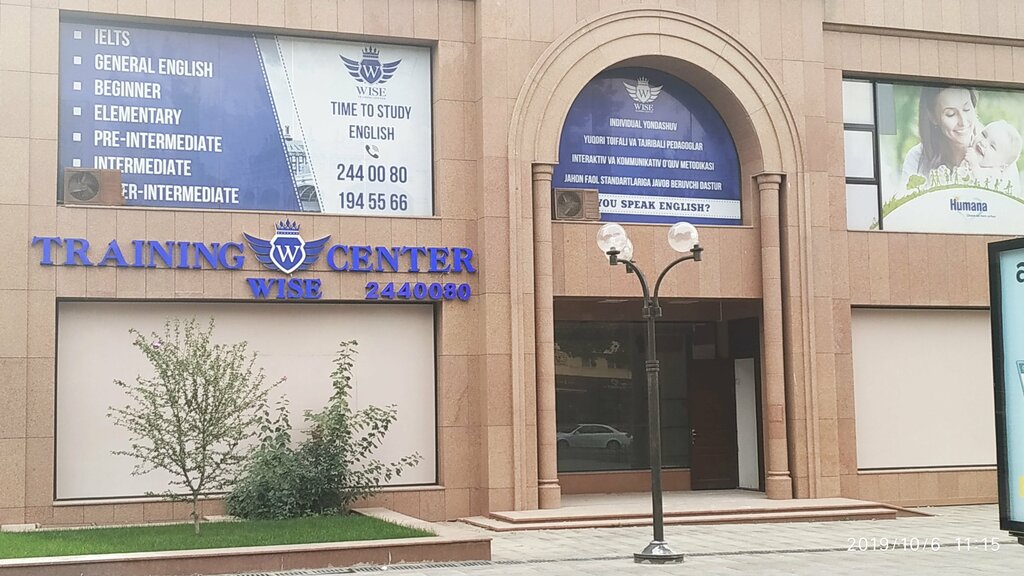 IELTS
GENERAL ENGLISH
BEGINNER
ELEMENTARY
PRE-INTERMEDIATE
INTERMEDIATE
ER-INTERMEDIATE
W
WISE
TIME TO STUDY
ENGLISH
244 00 80
194 55 66
TRAINING W CENTER
WISE 2440080
WISE
INDIVIDUAL YONDASHUV
YUQORI TOIFALI VA TAJRIBALI PEDAGOGLAR
INTERAKTIV VA KOMMUNIKATIV O'QUV METODIKASI
JAHON FAOL STANDARTLARIGA JAVOB BERUVCHI DASTUR
YOU SPEAK ENGLISH?
Humana
2019/10/6 11:15